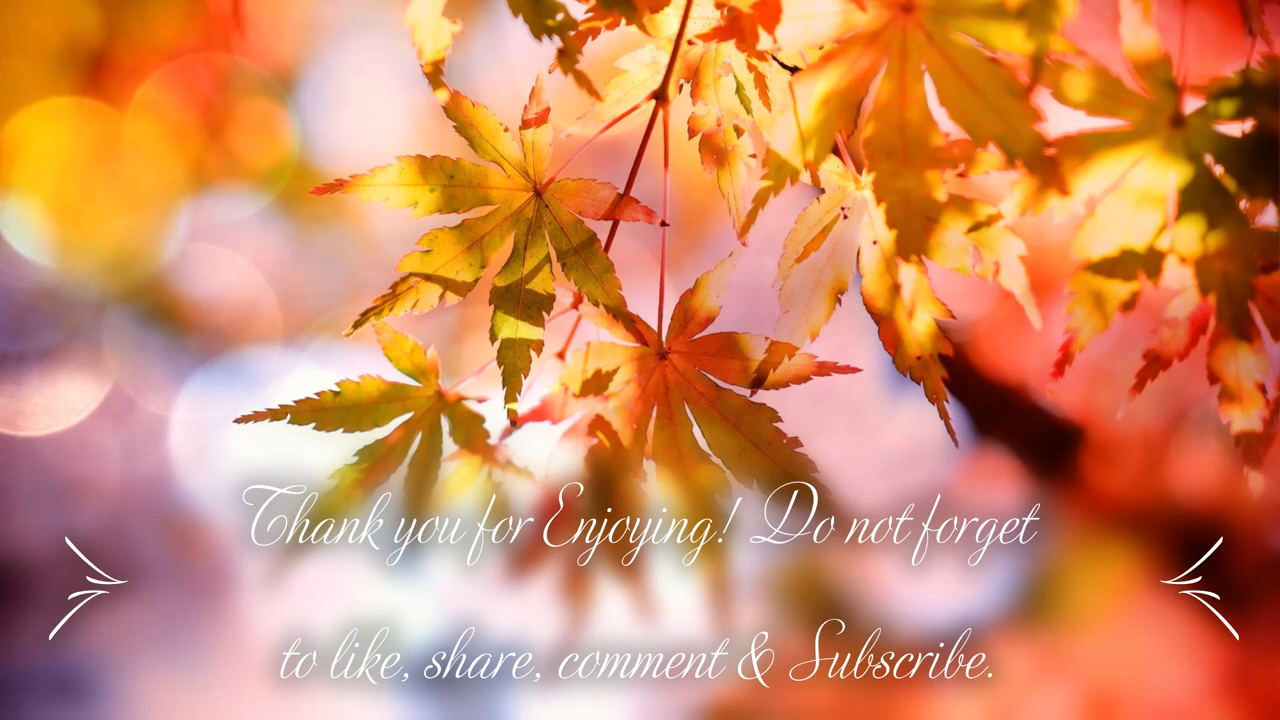 Thank you for Enjoying! Do not forget
to like, share, comment & Subscribe.